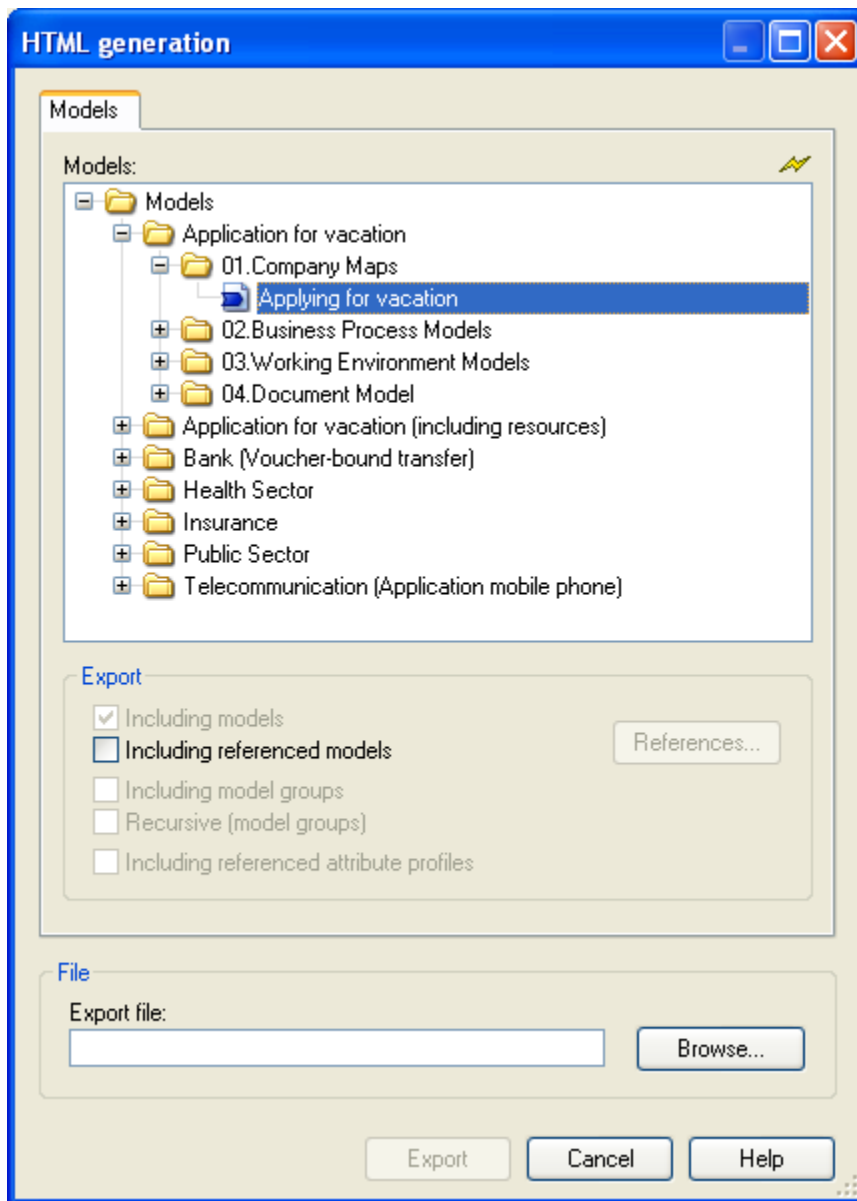 HTML generation
Models
Models:
Models
Application for vacation
01.Company Maps
Applying for vacation
02.Business Process Models
03.Working Environment Models
04.Document Model
Application for vacation (including resources)
Bank (Voucher-bound transfer)
Health Sector
Insurance
Public Sector
Telecommunication (Application mobile phone)
Export
Including models
Including referenced models
References...
Including model groups
Recursive (model groups)
Including referenced attribute profiles
File
Export file:
Browse...
Export
Cancel
Help